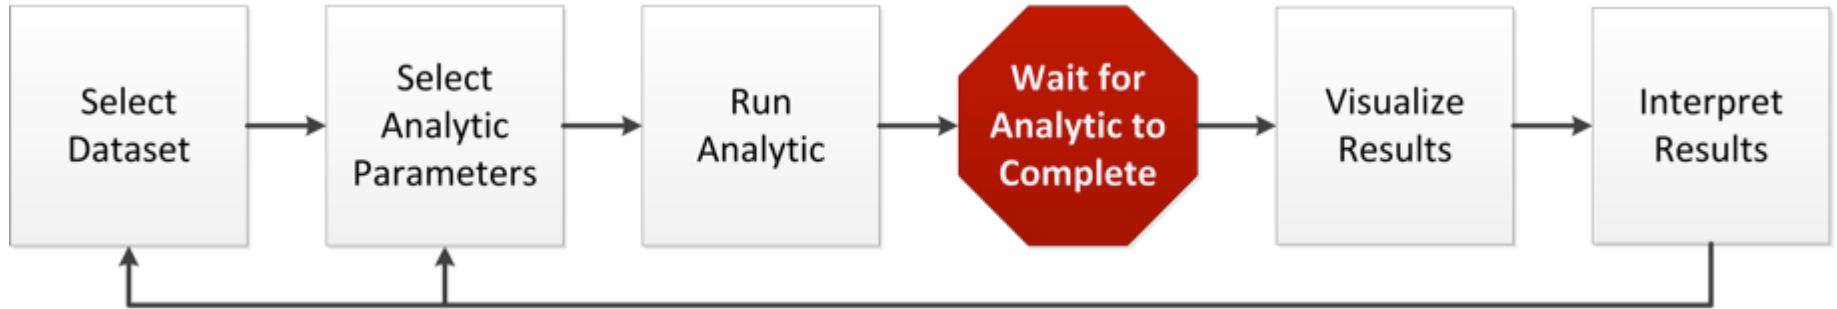 Select
Dataset
Select
Analytic
Parameters
Run
Analytic
Wait for
Analytic to
Complete
Visualize
Results
Interpret
Results